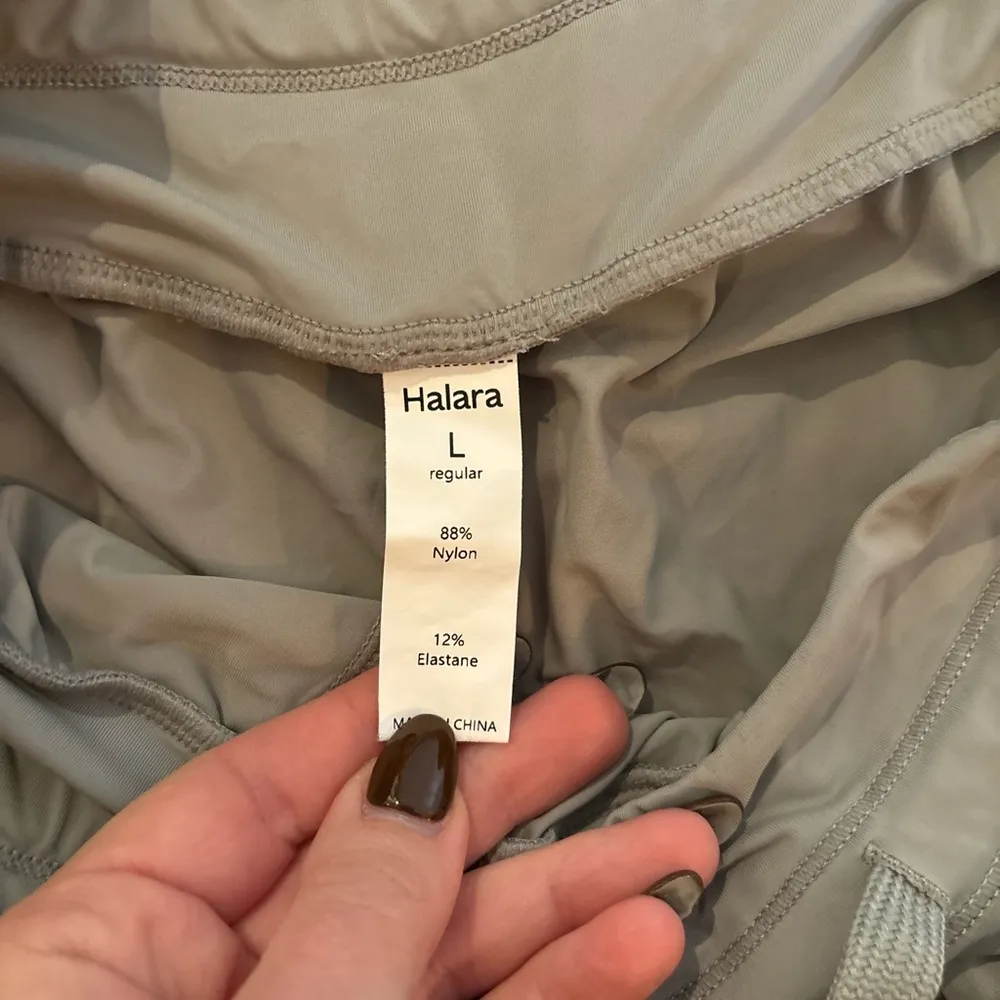 Halara
L
regular
88%
Nylon
12%
Elastane
CHINA